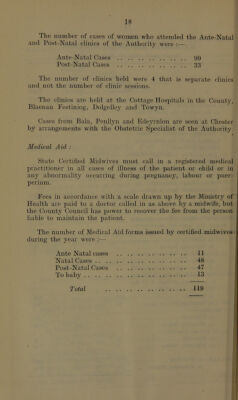 18
The number of cases of women who attended the Ante-Natal
and Post-Natal clinics of the Authority were :—
Ante-Natal Cases .. .. .. .. .. .. .. 99
Post-Natal Cases .. .. .. .. .. .. .. 33
The number of clinics held were 4 that is separate clinics
and not the number of clinic sessions.
The clinics are held at the Cottage Hospitals in the County,
Blaenau Festiniog, Dolgelley and Towyn.
Cases from Bala, Penllyn and Edeyrnion are seen at Chester
by arrangements with the Obstetric Specialist of the Authority
Medical Aid :
State Certified Midwives must call in a registered medical
practitioner in all cases of illness of the patient or child or in
any abnormality occurring during pregnancy, labour or puer-
perium.
Fees in accordance with a scale drawn up by the Ministry of
Health are paid to a doctor called in as above by a midwife, but
the County Council has power to recover the fee from the person
liable to maintain the patient.
The number of Medical Aid forms issued by certified midwives
during the year were :—
Ante Natal cases .. .. .. .. .. .. .. 11
Natal Cases .. .. .. .. .. .. .. .. .. 48
Post-Natal Cases .. .. .. .. .. .. .. 47
To baby .. .. .. .. .. .. .. .. .. .. 13
Total .. .. .. .. .. .. .. .. .. 119